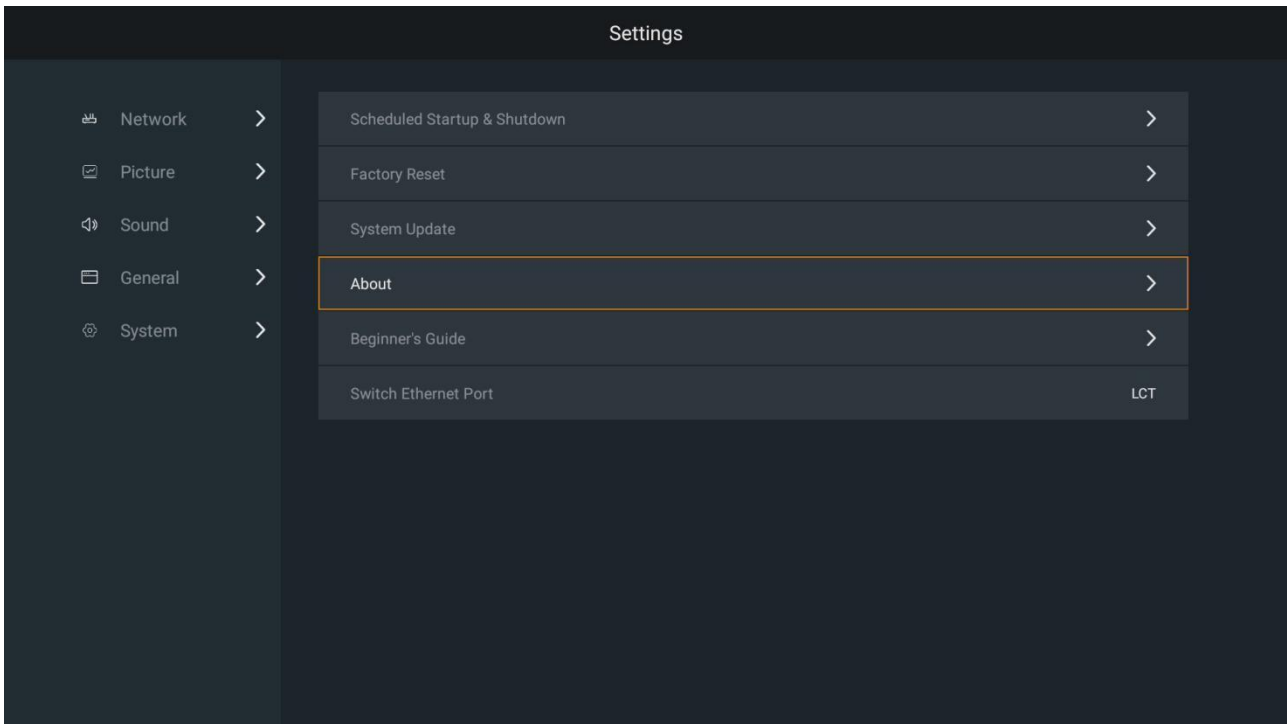 Settings
Network
Picture
Sound
General
System
Scheduled Startup & Shutdown
Factory Reset
System Update
About
Beginner's Guide
Switch Ethernet Port LCT